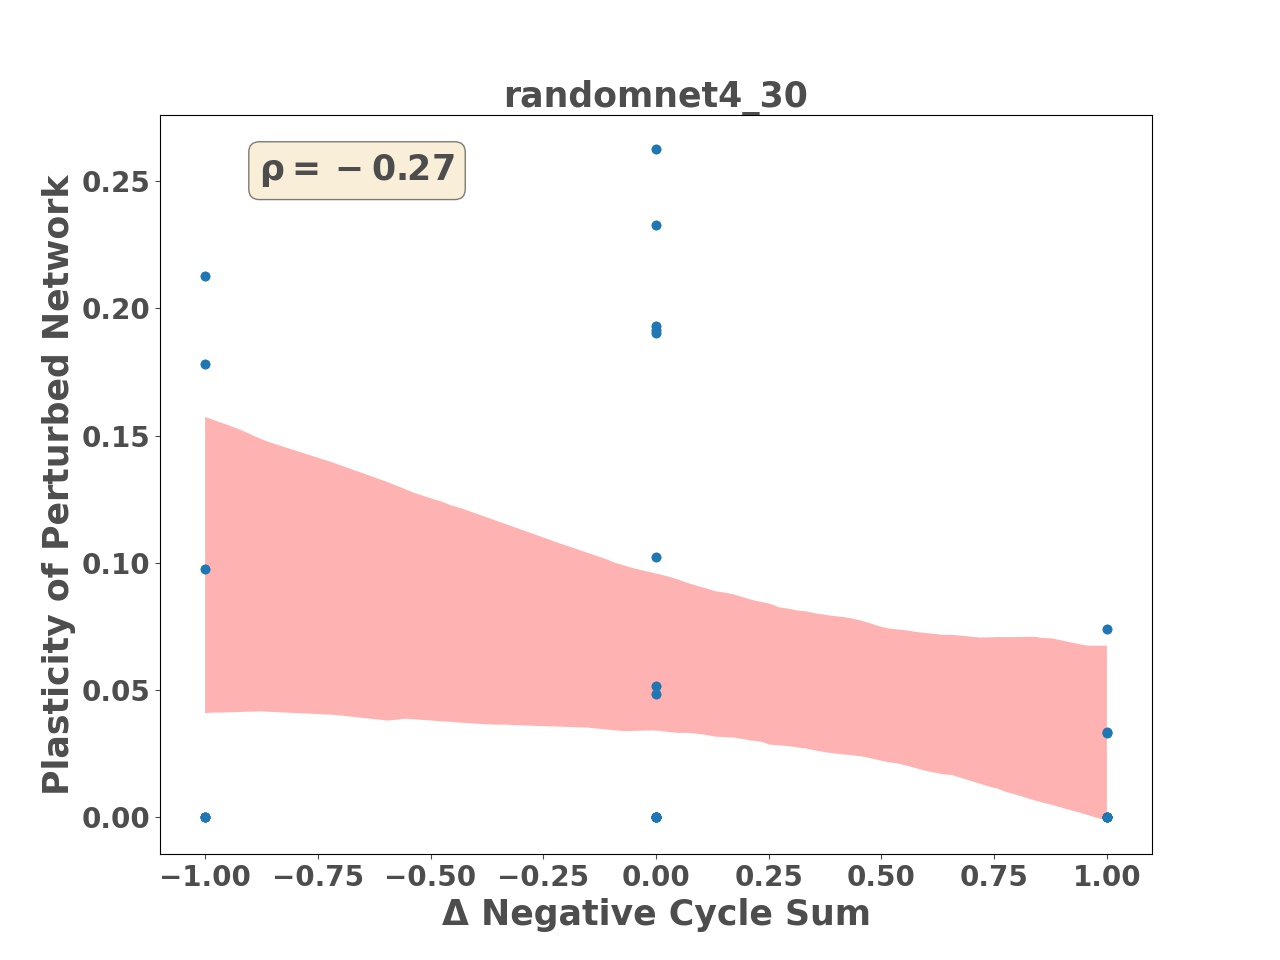 randomnet4_30
ρ = − 0.27
Plasticity of Perturbed Network
0.25
0.20
0.15
0.10
0.05
0.00
−1.00 −0.75 −0.50 −0.25 0.00 0.25 0.50 0.75 1.00
Δ Negative Cycle Sum